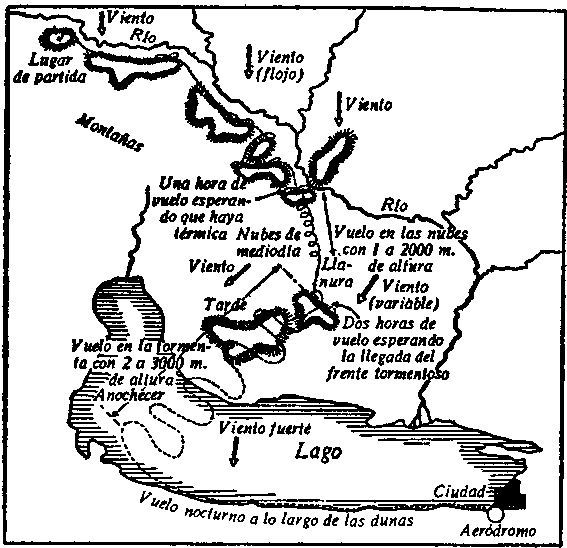 Viento
Río
Lugar
de partida
Viento
(flojo)
Viento
Montañas
Una hora de
vuelo esperan-
do que haya
térmica
Río
Vuelo en las nubes
con 1 a 2000 m.
de altura
Nubes de
mediodía
Lla-
nura
Viento
Viento
(variable)
Tarde
Dos horas de
vuelo esperando
la llegada del
frente tormentoso
Vuelo en la tormen-
ta con 2 a 3000 m.
de altura
Anochecer
Viento fuerte
Lago
Ciudad
Vuelo nocturno a lo largo de las dunas
Aeródromo